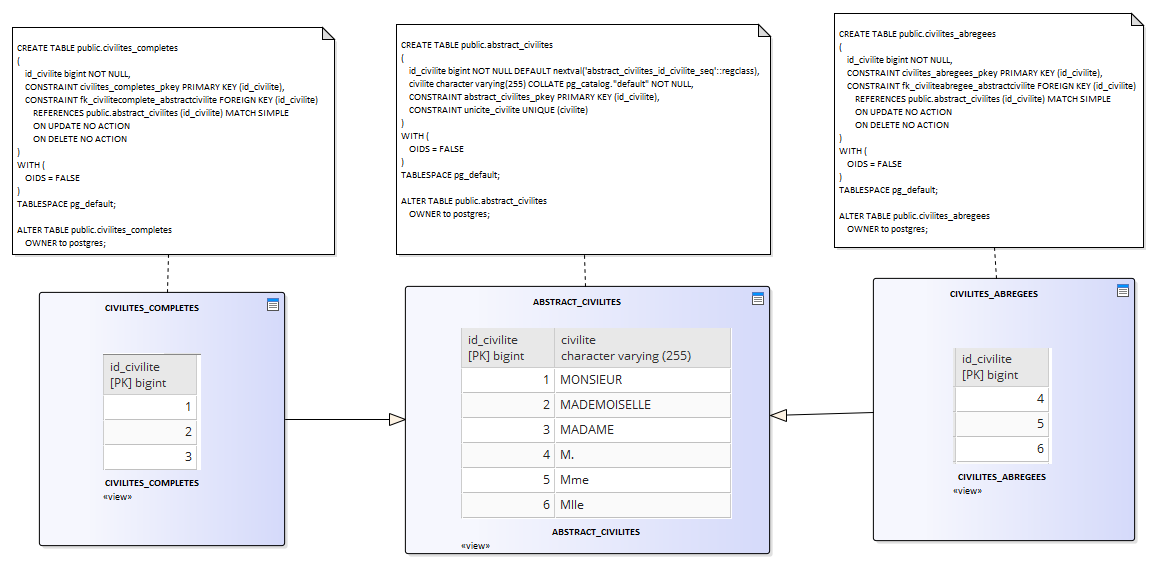 CREATE TABLE public.civilites_completes
(
id_civilite bigint NOT NULL,
CONSTRAINT civilites_completes_pkey PRIMARY KEY (id_civilite),
CONSTRAINT fk_civilitecomplete_abstractcivilite FOREIGN KEY (id_civilite)
REFERENCES public.abstract_civilites (id_civilite) MATCH SIMPLE
ON UPDATE NO ACTION
ON DELETE NO ACTION
)
WITH (
OIDS = FALSE
)
TABLESPACE pg_default;
ALTER TABLE public.civilites_completes
OWNER to postgres;
CREATE TABLE public.abstract_civilites
(
id_civilite bigint NOT NULL DEFAULT nextval('abstract_civilites_id_civilite_seq'::regclass),
civilite character varying(255) COLLATE pg_catalog."default" NOT NULL,
CONSTRAINT abstract_civilites_pkey PRIMARY KEY (id_civilite),
CONSTRAINT unicite_civilite UNIQUE (civilite)
)
WITH (
OIDS = FALSE
)
TABLESPACE pg_default;
ALTER TABLE public.abstract_civilites
OWNER to postgres;
CREATE TABLE public.civilites_abregees
(
id_civilite bigint NOT NULL,
CONSTRAINT civilites_abregees_pkey PRIMARY KEY (id_civilite),
CONSTRAINT fk_civiliteabregee_abstractcivilite FOREIGN KEY (id_civilite)
REFERENCES public.abstract_civilites (id_civilite) MATCH SIMPLE
ON UPDATE NO ACTION
ON DELETE NO ACTION
)
WITH (
OIDS = FALSE
)
TABLESPACE pg_default;
ALTER TABLE public.civilites_abregees
OWNER to postgres;
CIVILITES_COMPLETES
id_civilite
[PK] bigint
1
2
3
CIVILITES_COMPLETES
«view»
ABSTRACT_CIVILITES
id_civilite civilite
[PK] bigint character varying (255)
1 MONSIEUR
2 MADEMOISELLE
3 MADAME
4 M.
5 Mme
6 Mlle
ABSTRACT_CIVILITES
«view»
CIVILITES_ABREGEES
id_civilite
[PK] bigint
4
5
6
CIVILITES_ABREGEES
«view»